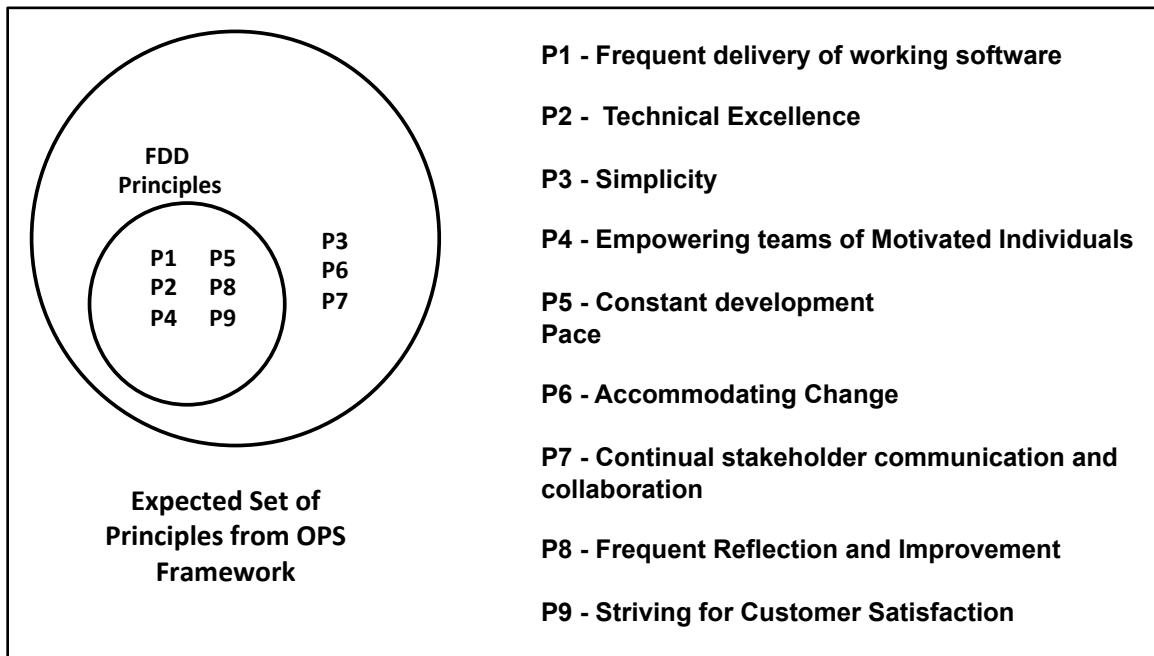 FDD
Principles
P1 P5
P2 P8
P4 P9
P3
P6
P7
Expected Set of
Principles from OPS
Framework
P1 - Frequent delivery of working software
P2 - Technical Excellence
P3 - Simplicity
P4 - Empowering teams of Motivated Individuals
P5 - Constant development
Pace
P6 - Accommodating Change
P7 - Continual stakeholder communication and
collaboration
P8 - Frequent Reflection and Improvement
P9 - Striving for Customer Satisfaction